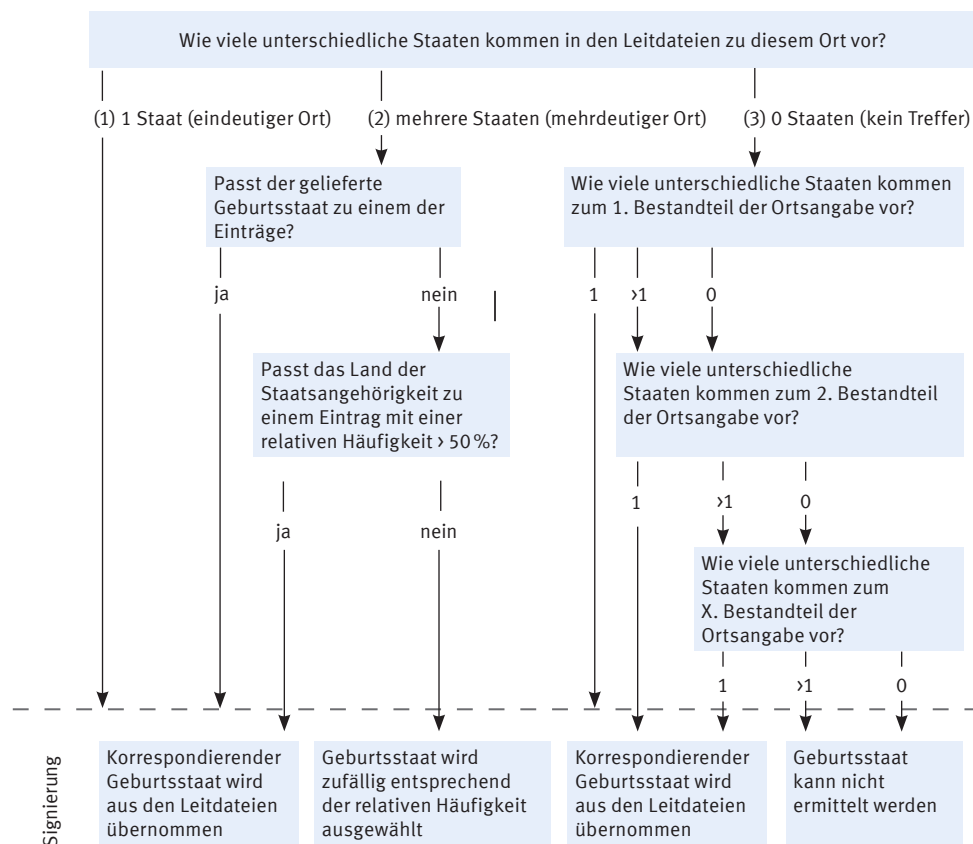 Wie viele unterschiedliche Staaten kommen in den Leitdateien zu diesem Ort vor?
(1) 1 Staat (eindeutiger Ort)
(2) mehrere Staaten (mehrdeutiger Ort)
(3) 0 Staaten (kein Treffer)
Passt der gelieferte
Geburtsstaat zu einem der
Einträge?
Wie viele unterschiedliche Staaten kommen
zum 1. Bestandteil der Ortsangabe vor?
ja
nein
1
>1
0
Passt das Land der
Staatsangehörigkeit zu
einem Eintrag mit einer
relativen Häufigkeit > 50 %?
Wie viele unterschiedliche
Staaten kommen zum 2. Bestandteil
der Ortsangabe vor?
ja
nein
1
>1
0
Wie viele unterschiedliche
Staaten kommen zum
X. Bestandteil der
Ortsangabe vor?
1
>1
0
Signierung
Korrespondierender
Geburtsstaat wird
aus den Leitdateien
übernommen
Geburtsstaat wird
zufällig entsprechend
der relativen Häufigkeit
ausgewählt
Korrespondierender
Geburtsstaat wird
aus den Leitdateien
übernommen
Geburtsstaat
kann nicht
ermittelt werden